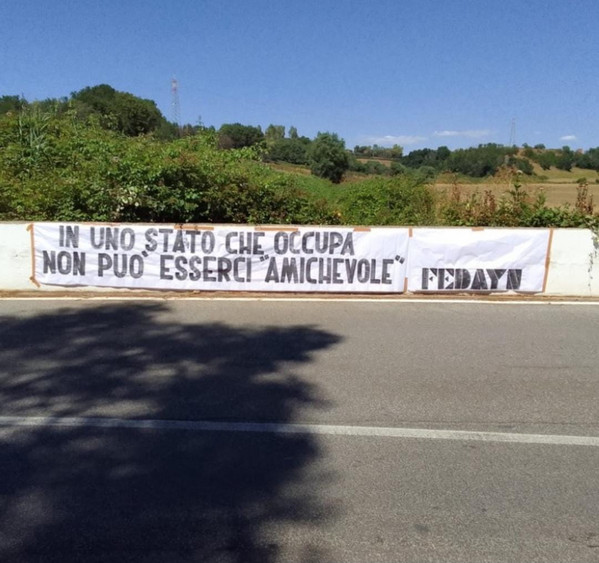 IN UNO STATO CHE OCCUPA
NON PUO' ESSERCI "AMICHEVOLE"
FEDAYN